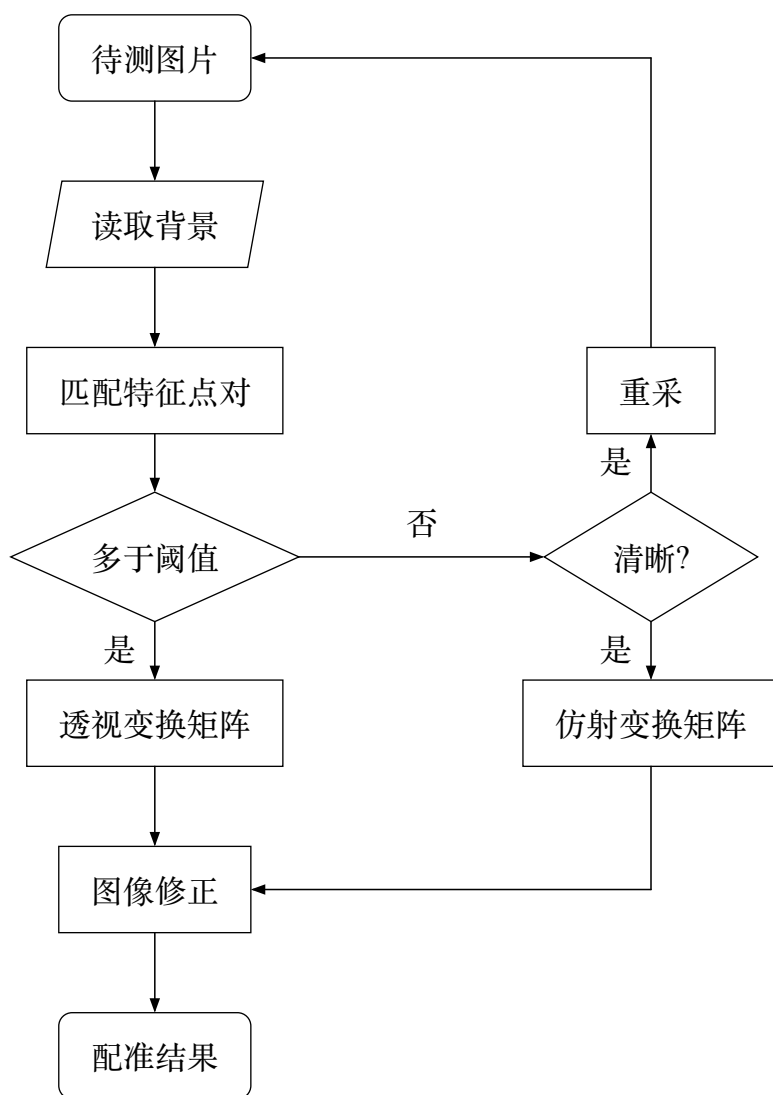 待测图片
读取背景
匹配特征点对
重采
是
否
多于阈值
清晰?
是
是
透视变换矩阵
仿射变换矩阵
图像修正
配准结果